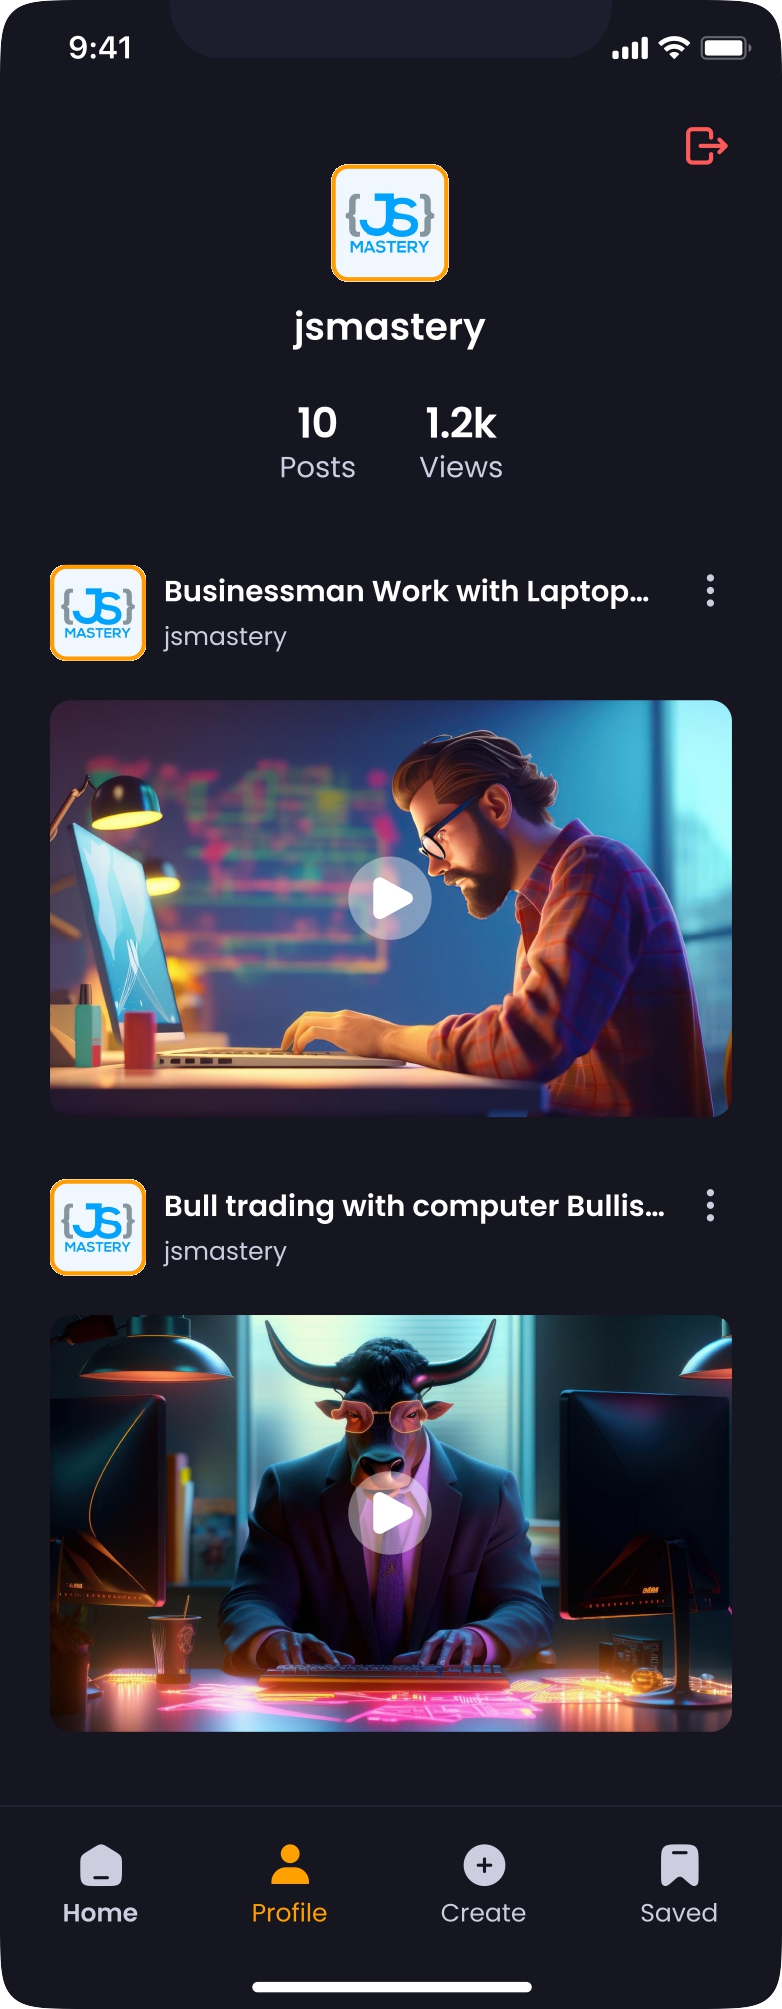 9:41
{JS}
MASTERY
jsmastery
10
Posts
1.2k
Views
{JS}
MASTERY
Businessman Work with Laptop...
jsmastery
{JS}
MASTERY
Bull trading with computer Bullis...
jsmastery
Home
Profile
Create
Saved